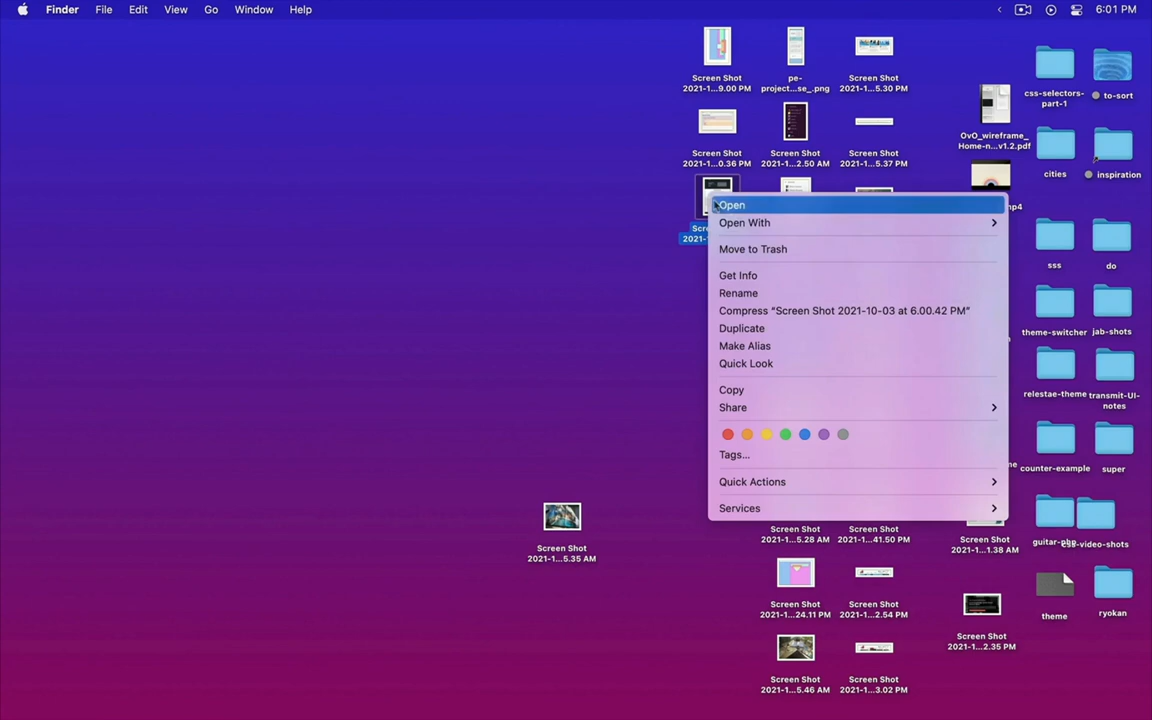 Finder File Edit View Go Window Help 6:01 PM
Screen Shot
2021-1...9.00 PM
pe-
project...se_.png
Screen Shot
2021-1...5.30 PM
css-selectors-
part-1
to-sort
Screen Shot
2021-1...0.36 PM
Screen Shot
2021-1...2.50 AM
Screen Shot
2021-1...5.37 PM
OvO_wireframe_
Home-n...v1.2.pdf
cities
inspiration
mp4
Open
Open With
Move to Trash
Get Info
Rename
Compress “Screen Shot 2021-10-03 at 6.00.42 PM”
Duplicate
Make Alias
Quick Look
Copy
Share
Tags...
Quick Actions
Services
sss
do
theme-switcher
jab-shots
relestae-theme
transmit-UI-
notes
counter-example
super
guitar-php
css-video-shots
theme
ryokan
Screen Shot
2021-1...5.35 AM
Screen Shot
2021-1...5.28 AM
Screen Shot
2021-1...41.50 PM
Screen Shot
2021-1...1.38 AM
Screen Shot
2021-1...24.11 PM
Screen Shot
2021-1...2.54 PM
Screen Shot
2021-1...2.35 PM
Screen Shot
2021-1...5.46 AM
Screen Shot
2021-1...3.02 PM